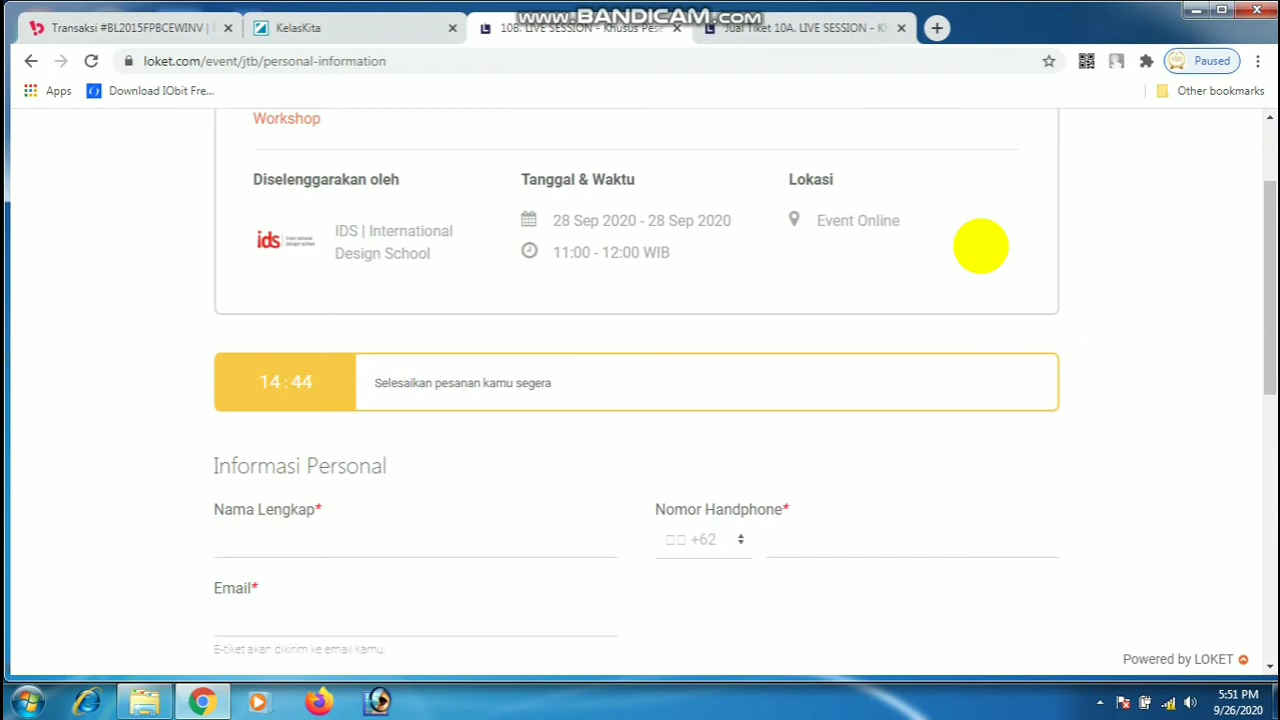 www.BANDICAM.com
Transaksi #BL2015FPBCEWINV |
KelasKita
10B. LIVE SESSION - Khusus Pese
Jual Tiket 10A. LIVE SESSION - Kh
loket.com/event/jtb/personal-information
Paused
Apps
Download IObit Fre...
Other bookmarks
Workshop
Diselenggarakan oleh
Tanggal & Waktu
Lokasi
ids
IDS | International
Design School
28 Sep 2020 - 28 Sep 2020
11:00 - 12:00 WIB
Event Online
14 : 44
Selesaikan pesanan kamu segera
Informasi Personal
Nama Lengkap*
Nomor Handphone*
+62
Email*
E-tiket akan dikirim ke email kamu.
Powered by LOKET
5:51 PM
9/26/2020